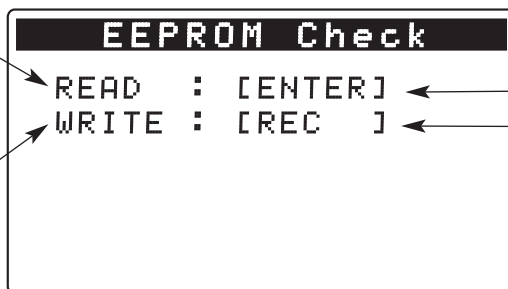 EEPROM Check
READ : [ENTER]
WRITE : [REC ]